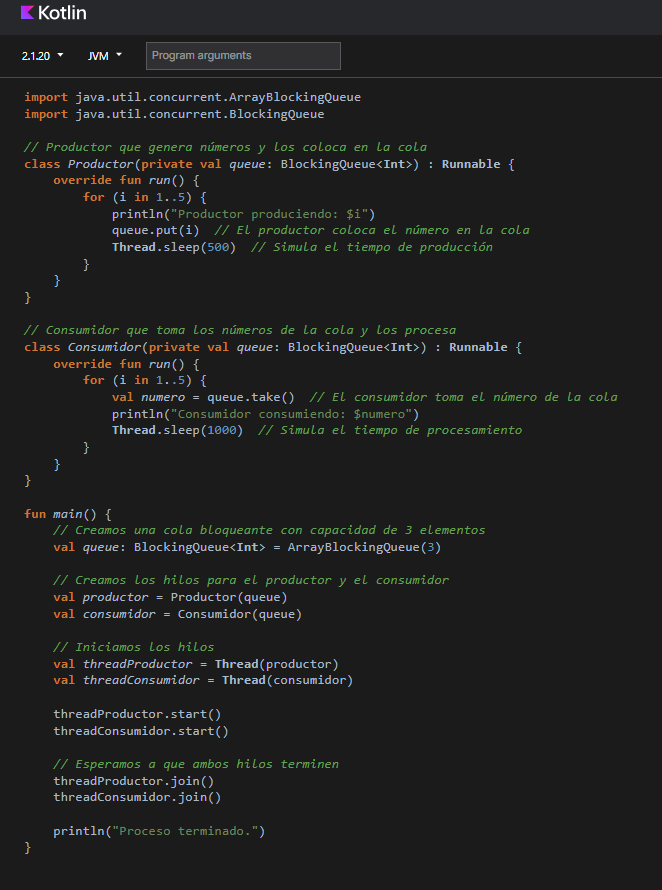 Kotlin
2.1.20 JVM Program arguments
import java.util.concurrent.ArrayBlockingQueue
import java.util.concurrent.BlockingQueue
// Productor que genera números y los coloca en la cola
class Productor(private val queue: BlockingQueue<Int>) : Runnable {
    override fun run() {
        for (i in 1..5) {
            println("Productor produciendo: $i")
            queue.put(i)  // El productor coloca el número en la cola
            Thread.sleep(500)  // Simula el tiempo de producción
        }
    }
}
// Consumidor que toma los números de la cola y los procesa
class Consumidor(private val queue: BlockingQueue<Int>) : Runnable {
    override fun run() {
        for (i in 1..5) {
            val numero = queue.take()  // El consumidor toma el número de la cola
            println("Consumidor consumiendo: $numero")
            Thread.sleep(1000)  // Simula el tiempo de procesamiento
        }
    }
}
fun main() {
    // Creamos una cola bloqueante con capacidad de 3 elementos
    val queue: BlockingQueue<Int> = ArrayBlockingQueue(3)
    // Creamos los hilos para el productor y el consumidor
    val productor = Productor(queue)
    val consumidor = Consumidor(queue)
    // Iniciamos los hilos
    val threadProductor = Thread(productor)
    val threadConsumidor = Thread(consumidor)
    threadProductor.start()
    threadConsumidor.start()
    // Esperamos a que ambos hilos terminen
    threadProductor.join()
    threadConsumidor.join()
    println("Proceso terminado.")
}